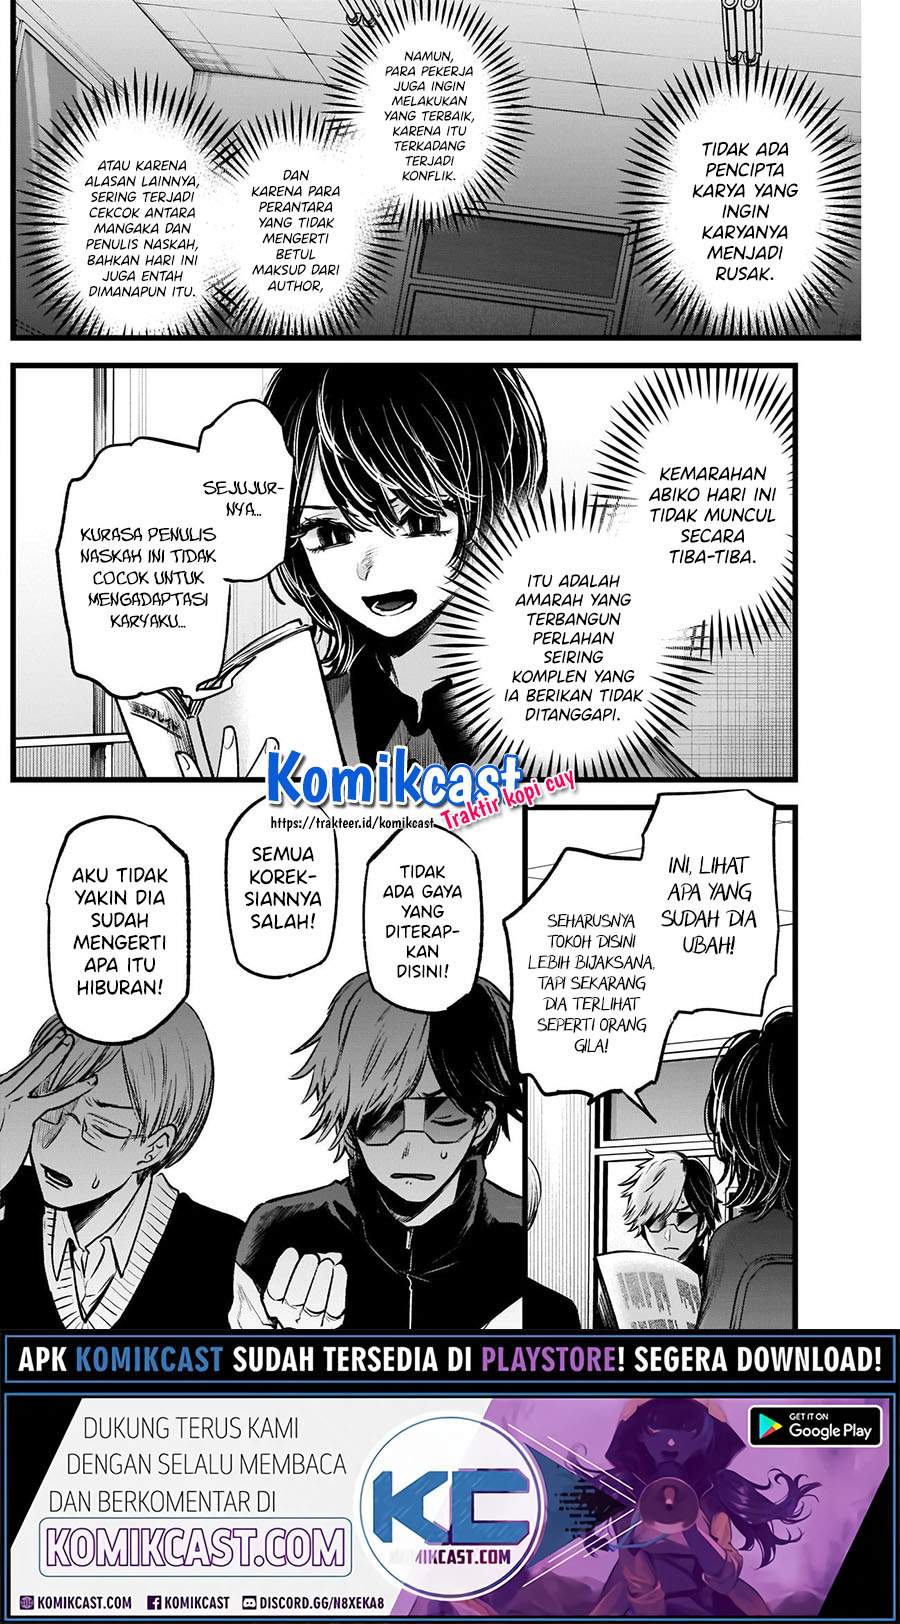 TIDAK ADA
PENCIPTA
KARYA YANG
INGIN
KARYANYA
MENJADI
RUSAK.
NAMUN,
PARA PEKERJA
JUGA INGIN
MELAKUKAN
YANG TERBAIK,
KARENA ITU
TERKADANG
TERJADI
KONFLIK.
DAN
KARENA PARA
PERANTARA
YANG TIDAK
MENGERTI
BETUL
MAKSUD DARI
AUTHOR,
ATAU KARENA
ALASAN LAINNYA,
SERING TERJADI
CEKCOK ANTARA
MANGAKA DAN
PENULIS NASKAH,
BAHKAN HARI INI
JUGA ENTAH
DIMANAPUN ITU.
KEMARAHAN
ABIKO HARI INI
TIDAK MUNCUL
SECARA
TIBA-TIBA.
ITU ADALAH
AMARAH YANG
TERBANGUN
PERLAHAN
SEIRING
KOMPLEN YANG
IA BERIKAN TIDAK
DITANGGAPI.
SEJUJUR-
NYA...
KURASA PENULIS
NASKAH INI TIDAK
COCOK UNTUK
MENGADAPTASI
KARYAKU...
Komikcast
Traktir kopi cuy
https://trakteer.id/komikcast
INI, LIHAT
APA YANG
SUDAH DIA
UBAH!
SEHARUSNYA
TOKOH DISINI
LEBIH BIJAKSANA,
TAPI SEKARANG
DIA TERLIHAT
SEPERTI ORANG
GILA!
TIDAK
ADA GAYA
YANG
DITERAP-
KAN
DISINI!
SEMUA
KOREK-
SIANNYA
SALAH!
AKU TIDAK
YAKIN DIA
SUDAH
MENGERTI
APA ITU
HIBURAN!
APK KOMIKCAST SUDAH TERSEDIA DI PLAYSTORE! SEGERA DOWNLOAD!
DUKUNG TERUS KAMI
DENGAN SELALU MEMBACA
DAN BERKOMENTAR DI
KOMIKCAST.COM
KC
KOMIKCAST.COM
GET IT ON
Google Play
KOMIKCAST.COM
KOMIKCAST
DISCORD.GG/N8XEKA8